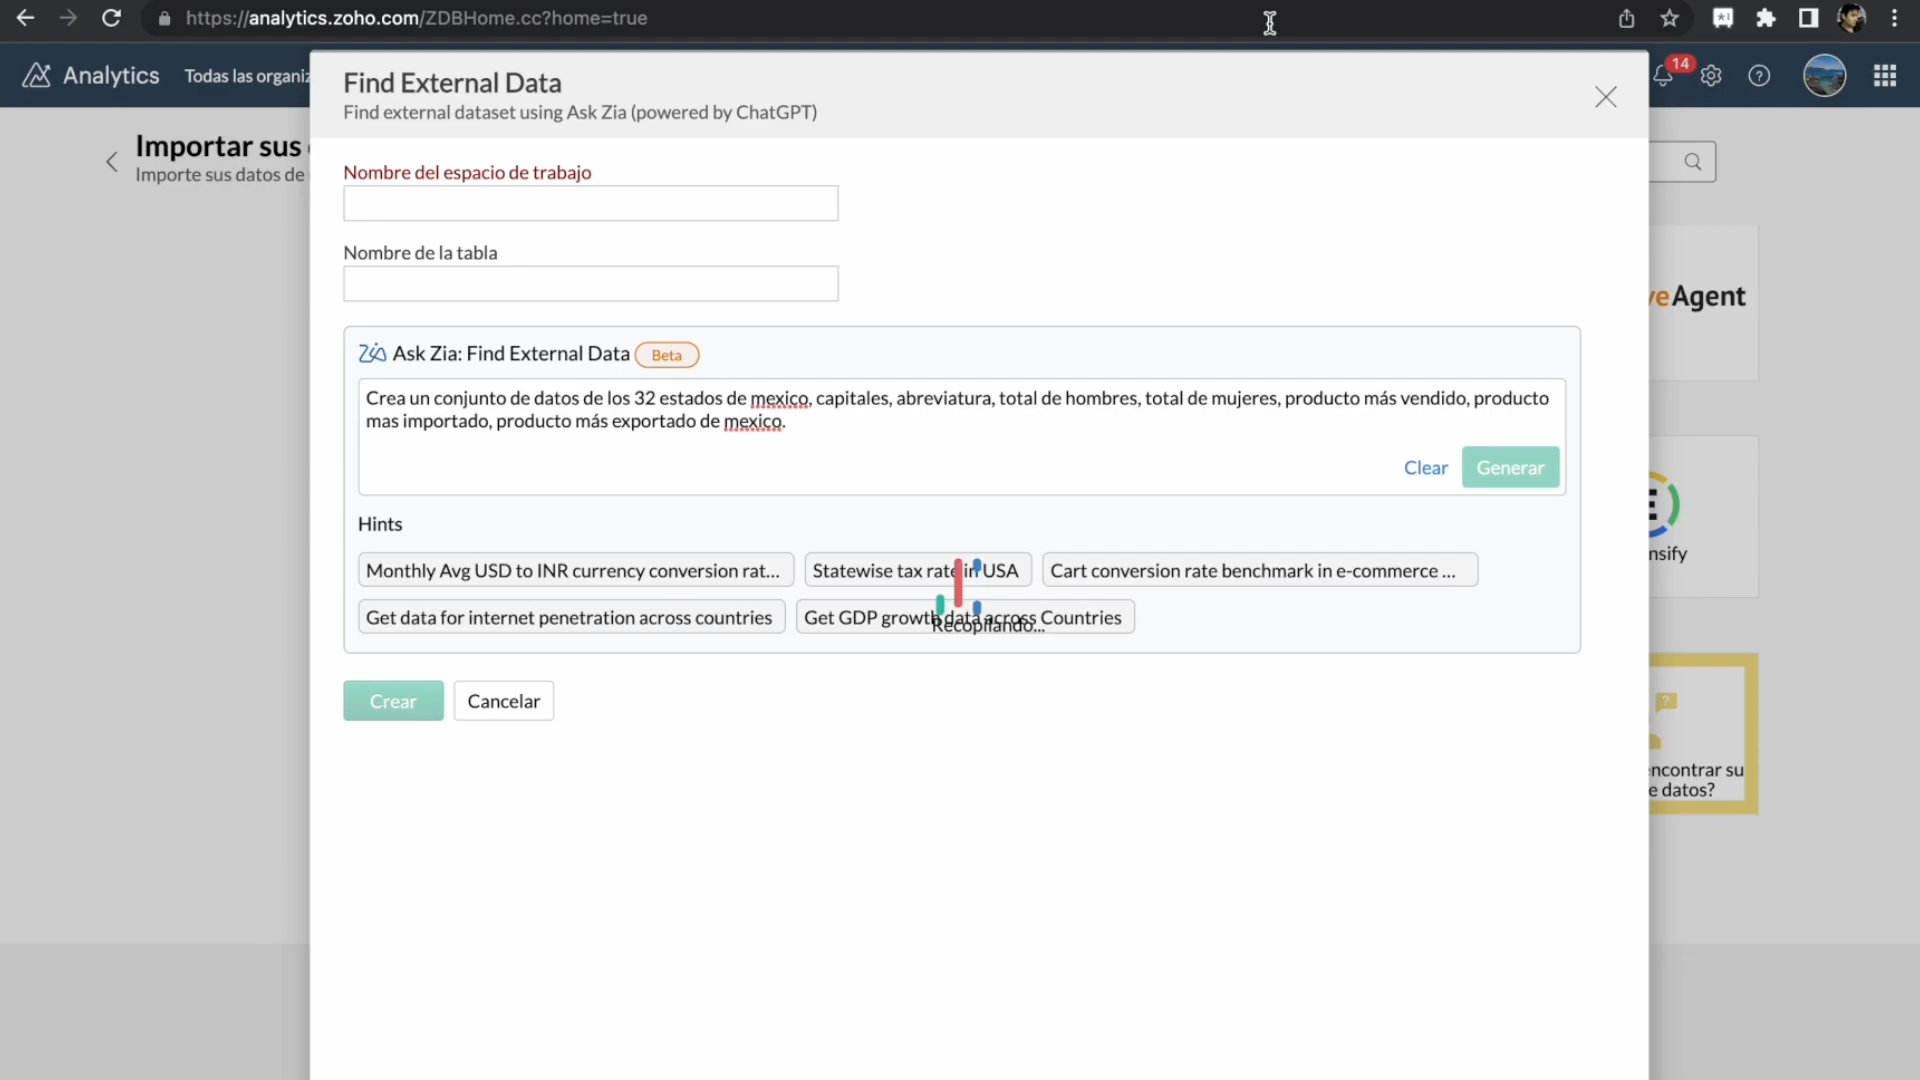 https://analytics.zoho.com/ZDBHome.cc?home=true
Analytics
Todas las organiz
14
Find External Data
Find external dataset using Ask Zia (powered by ChatGPT)
Importar sus
Importe sus datos de
Nombre del espacio de trabajo
Nombre de la tabla
Zia Ask Zia: Find External Data Beta
Crea un conjunto de datos de los 32 estados de mexico, capitales, abreviatura, total de hombres, total de mujeres, producto más vendido, producto
mas importado, producto más exportado de mexico.
Clear Generar
Hints
Monthly Avg USD to INR currency conversion rat...
Statewise tax rate in USA
Cart conversion rate benchmark in e-commerce ...
Get data for internet penetration across countries
Get GDP growth data across Countries
Recopilando...
Crear
Cancelar
veAgent
E
nsify
ncontrar su
e datos?